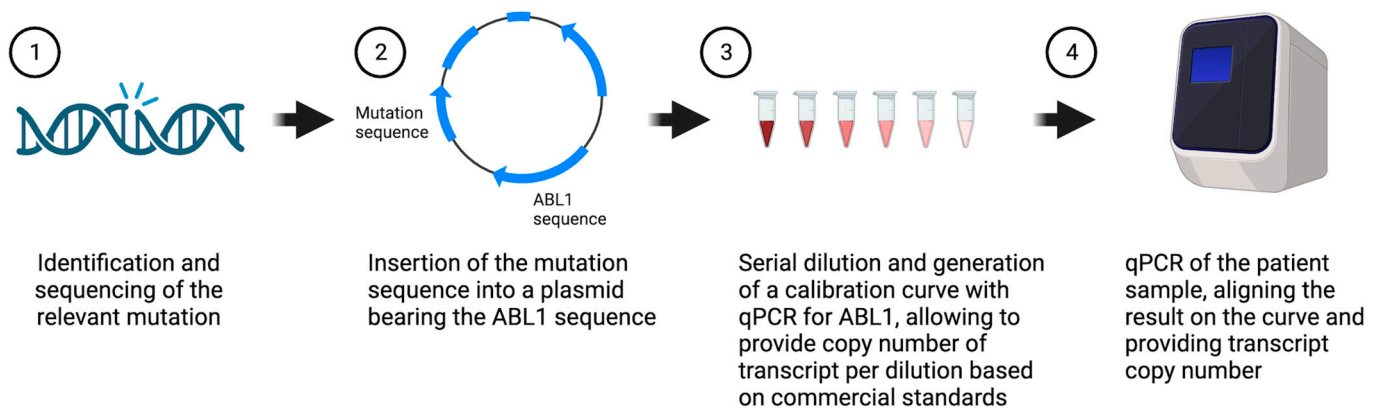 1
2
3
4
Mutation
sequence
ABL1
sequence
Identification and
sequencing of the
relevant mutation
Insertion of the mutation
sequence into a plasmid
bearing the ABL1 sequence
Serial dilution and generation
of a calibration curve with
qPCR for ABL1, allowing to
provide copy number of
transcript per dilution based
on commercial standards
qPCR of the patient
sample, aligning the
result on the curve and
providing transcript
copy number